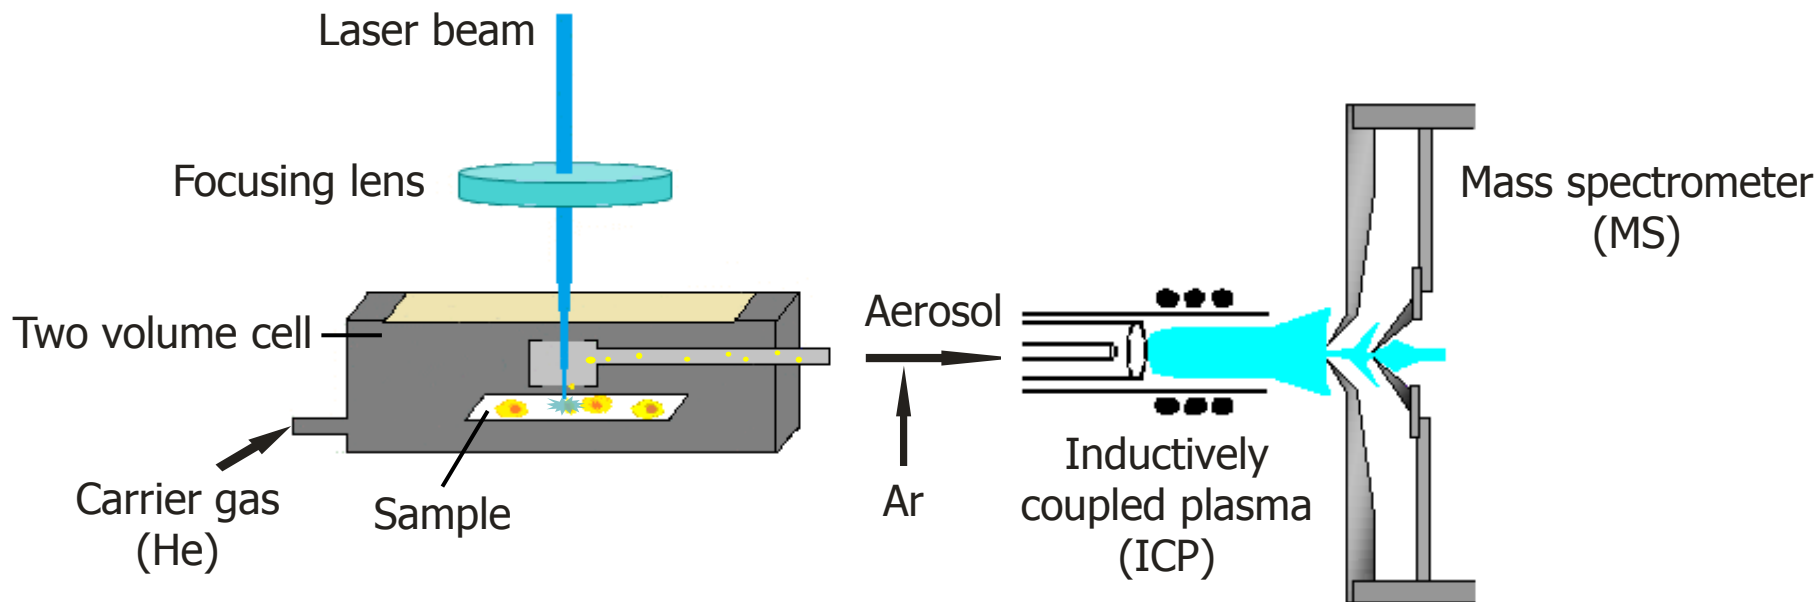 Laser beam
Focusing lens
Mass spectrometer
(MS)
Two volume cell
Aerosol
Carrier gas
(He)
Sample
Ar
Inductively
coupled plasma
(ICP)